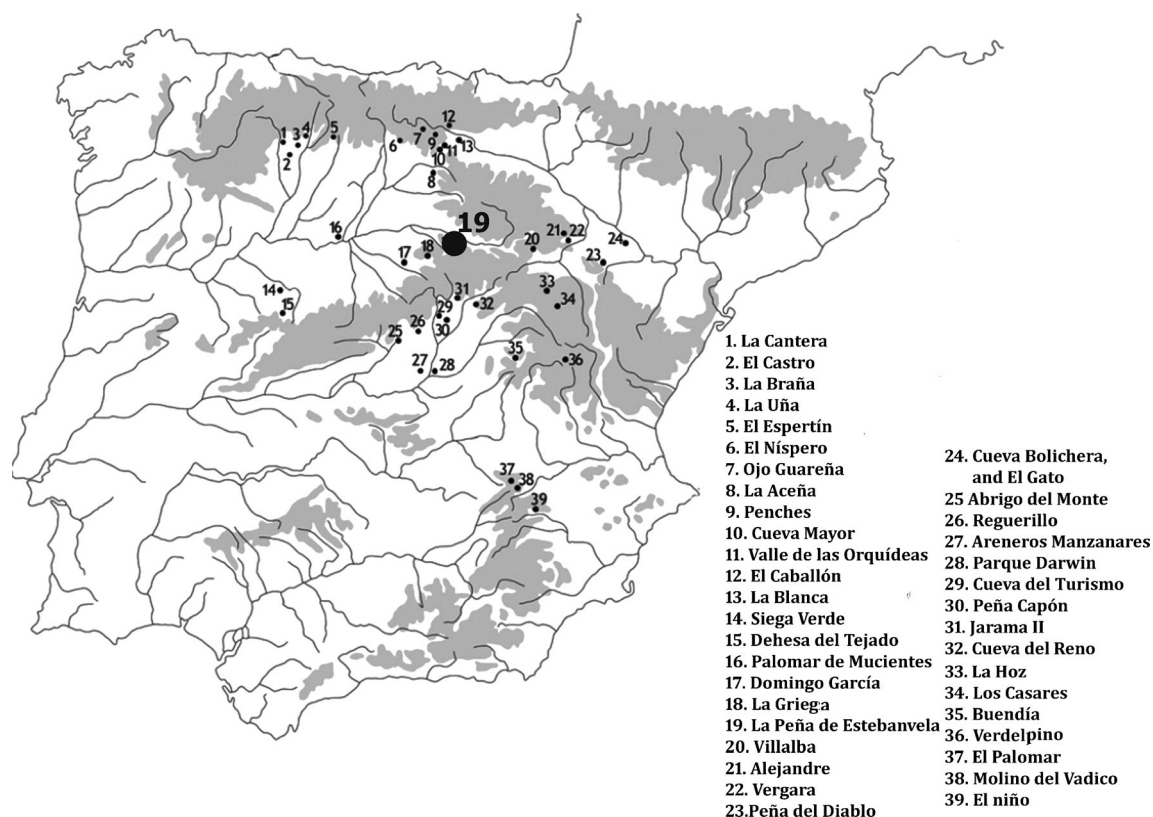 12
4
5
7
1
3
9
13
6
11
2
10
8
19
16
21
22
24
20
18
17
23
33
14
31
34
32
15
29
26
30
25
35
36
27
28
37
38
39
1. La Cantera
2. El Castro
3. La Braña
4. La Uña
5. El Espertín
6. El Níspero
7. Ojo Guareña
8. La Aceña
9. Penches
10. Cueva Mayor
11. Valle de las Orquídeas
12. El Caballón
13. La Blanca
14. Siega Verde
15. Dehesa del Tejado
16. Palomar de Mucientes
17. Domingo García
18. La Griega
19. La Peña de Estebanvela
20. Villalba
21. Alejandre
22. Vergara
23.Peña del Diablo
24. Cueva Bolichera,
and El Gato
25 Abrigo del Monte
26. Reguerillo
27. Areneros Manzanares
28. Parque Darwin
29. Cueva del Turismo
30. Peña Capón
31. Jarama II
32. Cueva del Reno
33. La Hoz
34. Los Casares
35. Buendía
36. Verdelpino
37. El Palomar
38. Molino del Vadico
39. El niño